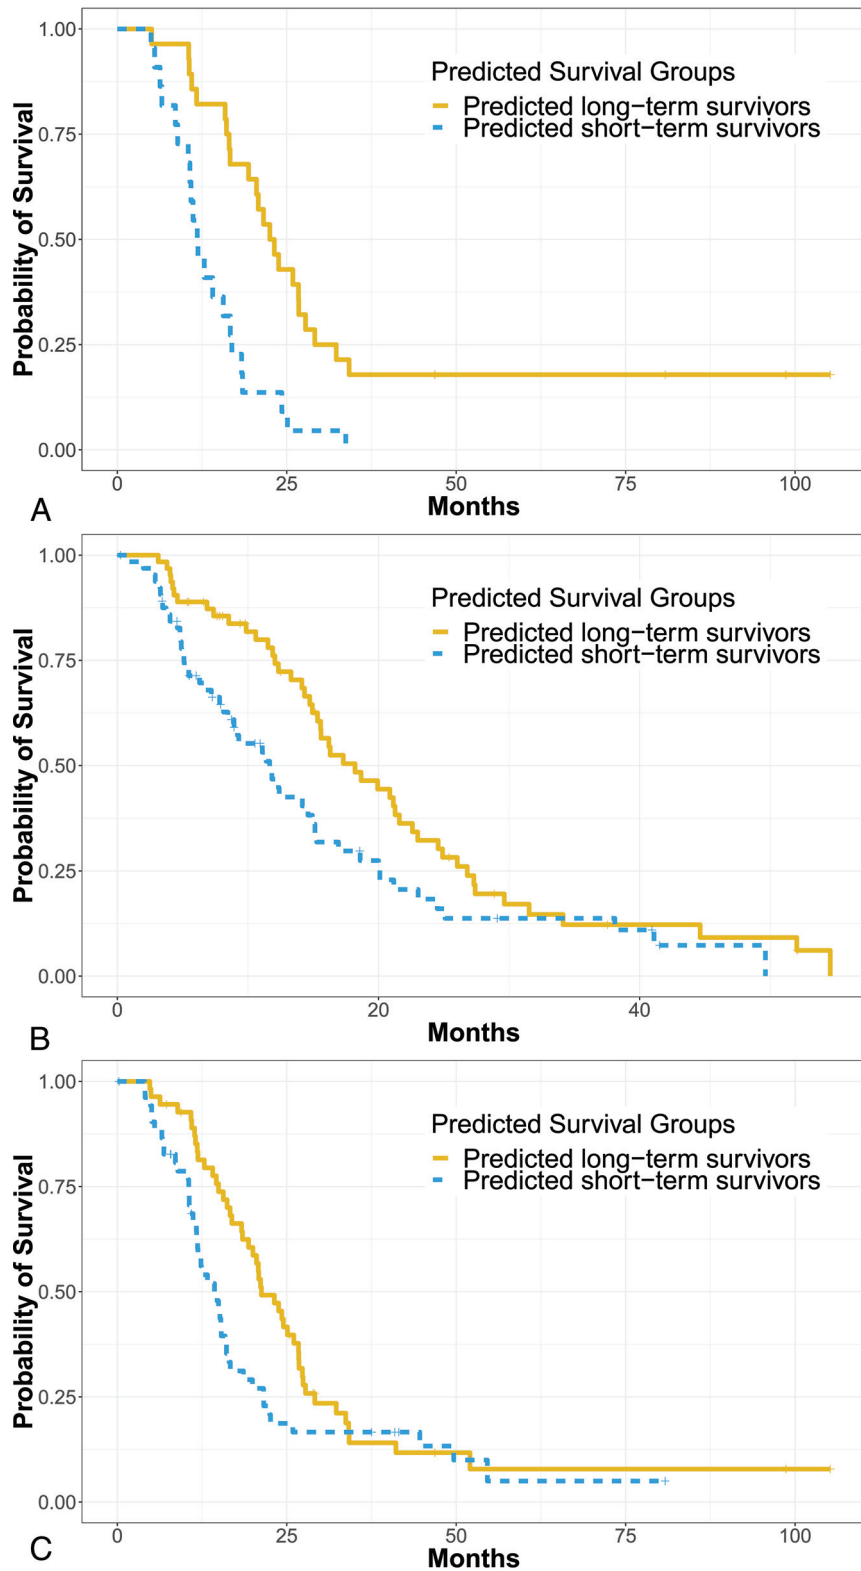 1.00
0.75
0.50
0.25
0.00
Probability of Survival
Predicted Survival Groups
Predicted long-term survivors
Predicted short-term survivors
0 25 50 75 100
Months
A
1.00
0.75
0.50
0.25
0.00
Probability of Survival
Predicted Survival Groups
Predicted long-term survivors
Predicted short-term survivors
0 20 40
Months
B
1.00
0.75
0.50
0.25
0.00
Probability of Survival
Predicted Survival Groups
Predicted long-term survivors
Predicted short-term survivors
0 25 50 75 100
Months
C